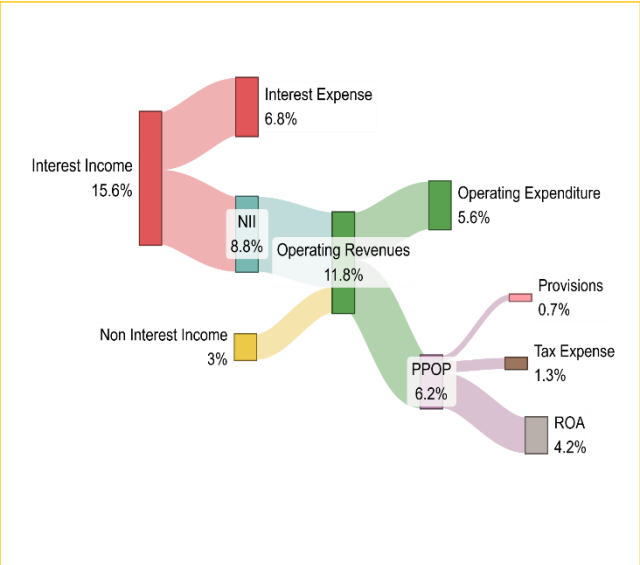 Interest Expense
6.8%
Interest Income
15.6%
Operating Expenditure
5.6%
NII
8.8%
Operating Revenues
11.8%
Provisions
0.7%
Non Interest Income
3%
Tax Expense
1.3%
PPOP
6.2%
ROA
4.2%